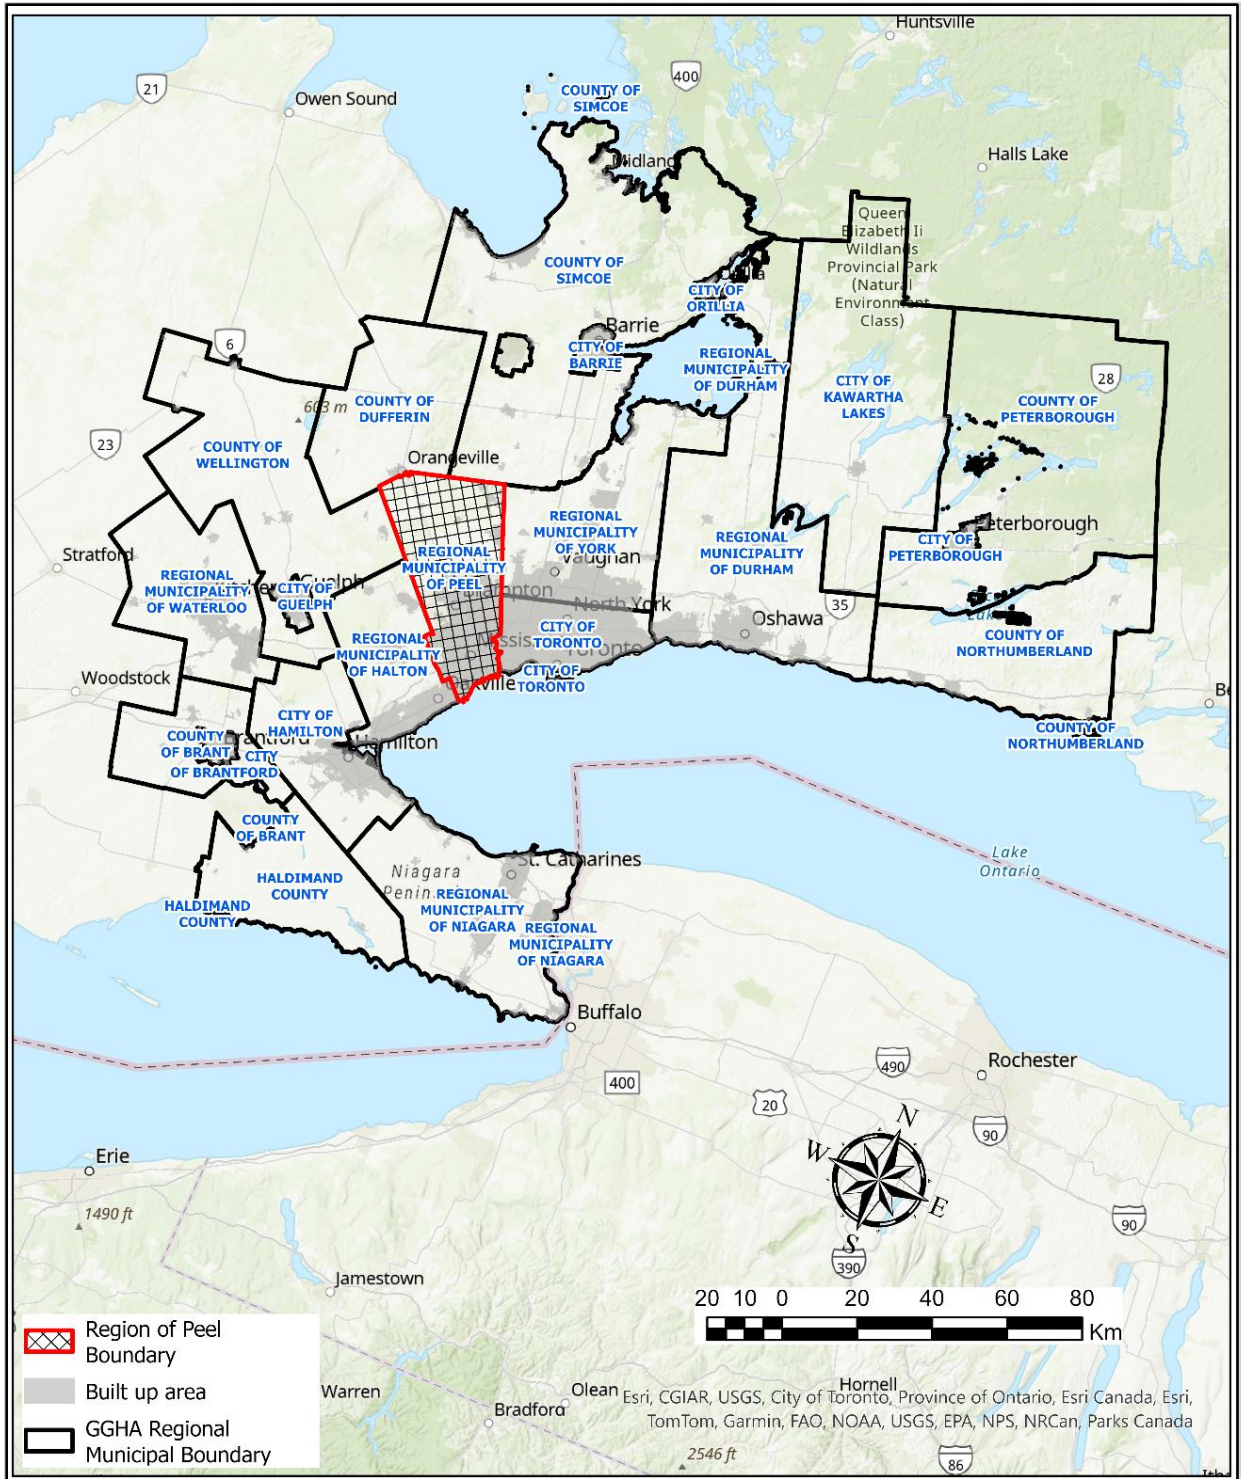 Huntsville
400
21
Owen Sound
COUNTY OF
SIMCOE
Midland
Halls Lake
Queen
Elizabeth Ii
Wildlands
Provincial Park
(Natural
Environment
Class)
COUNTY OF
SIMCOE
CITY OF
ORILLIA
Barrie
CITY OF
BARRIE
REGIONAL
MUNICIPALITY
OF DURHAM
6
28
603 m
COUNTY OF
DUFFERIN
CITY OF
KAWARTHA
LAKES
COUNTY OF
PETERBOROUGH
23
COUNTY OF
WELLINGTON
Orangeville
REGIONAL
MUNICIPALITY
OF YORK
Vaughan
REGIONAL
MUNICIPALITY
OF DURHAM
Peterborough
CITY OF
PETERBOROUGH
Stratford
REGIONAL
MUNICIPALITY
OF PEEL
REGIONAL
MUNICIPALITY
OF WATERLOO
Guelph
CITY OF
GUELPH
North York
35
Oshawa
CITY OF
TORONTO
Toronto
REGIONAL
MUNICIPALITY
OF HALTON
COUNTY OF
NORTHUMBERLAND
Woodstock
CITY OF
TORONTO
Oakville
Be
CITY OF
HAMILTON
Hamilton
COUNTY
OF BRANT
Brantford
CITY
OF BRANTFORD
COUNTY OF
NORTHUMBERLAND
COUNTY
OF BRANT
St. Catharines
Lake
Ontario
Niagara
HALDIMAND
COUNTY
HALDIMAND
COUNTY
REGIONAL
MUNICIPALITY
OF NIAGARA
REGIONAL
MUNICIPALITY
OF NIAGARA
Buffalo
Rochester
490
400
20
90
N
W
E
S
Erie
1490 ft
90
390
Jamestown
20 10 0 20 40 60 80
Km
Region of Peel
Boundary
Built up area
GGHA Regional
Municipal Boundary
Warren
Olean
Bradford
Hornell
Esri, CGIAR, USGS, City of Toronto, Province of Ontario, Esri Canada, Esri,
TomTom, Garmin, FAO, NOAA, USGS, EPA, NPS, NRCan, Parks Canada
2546 ft
86